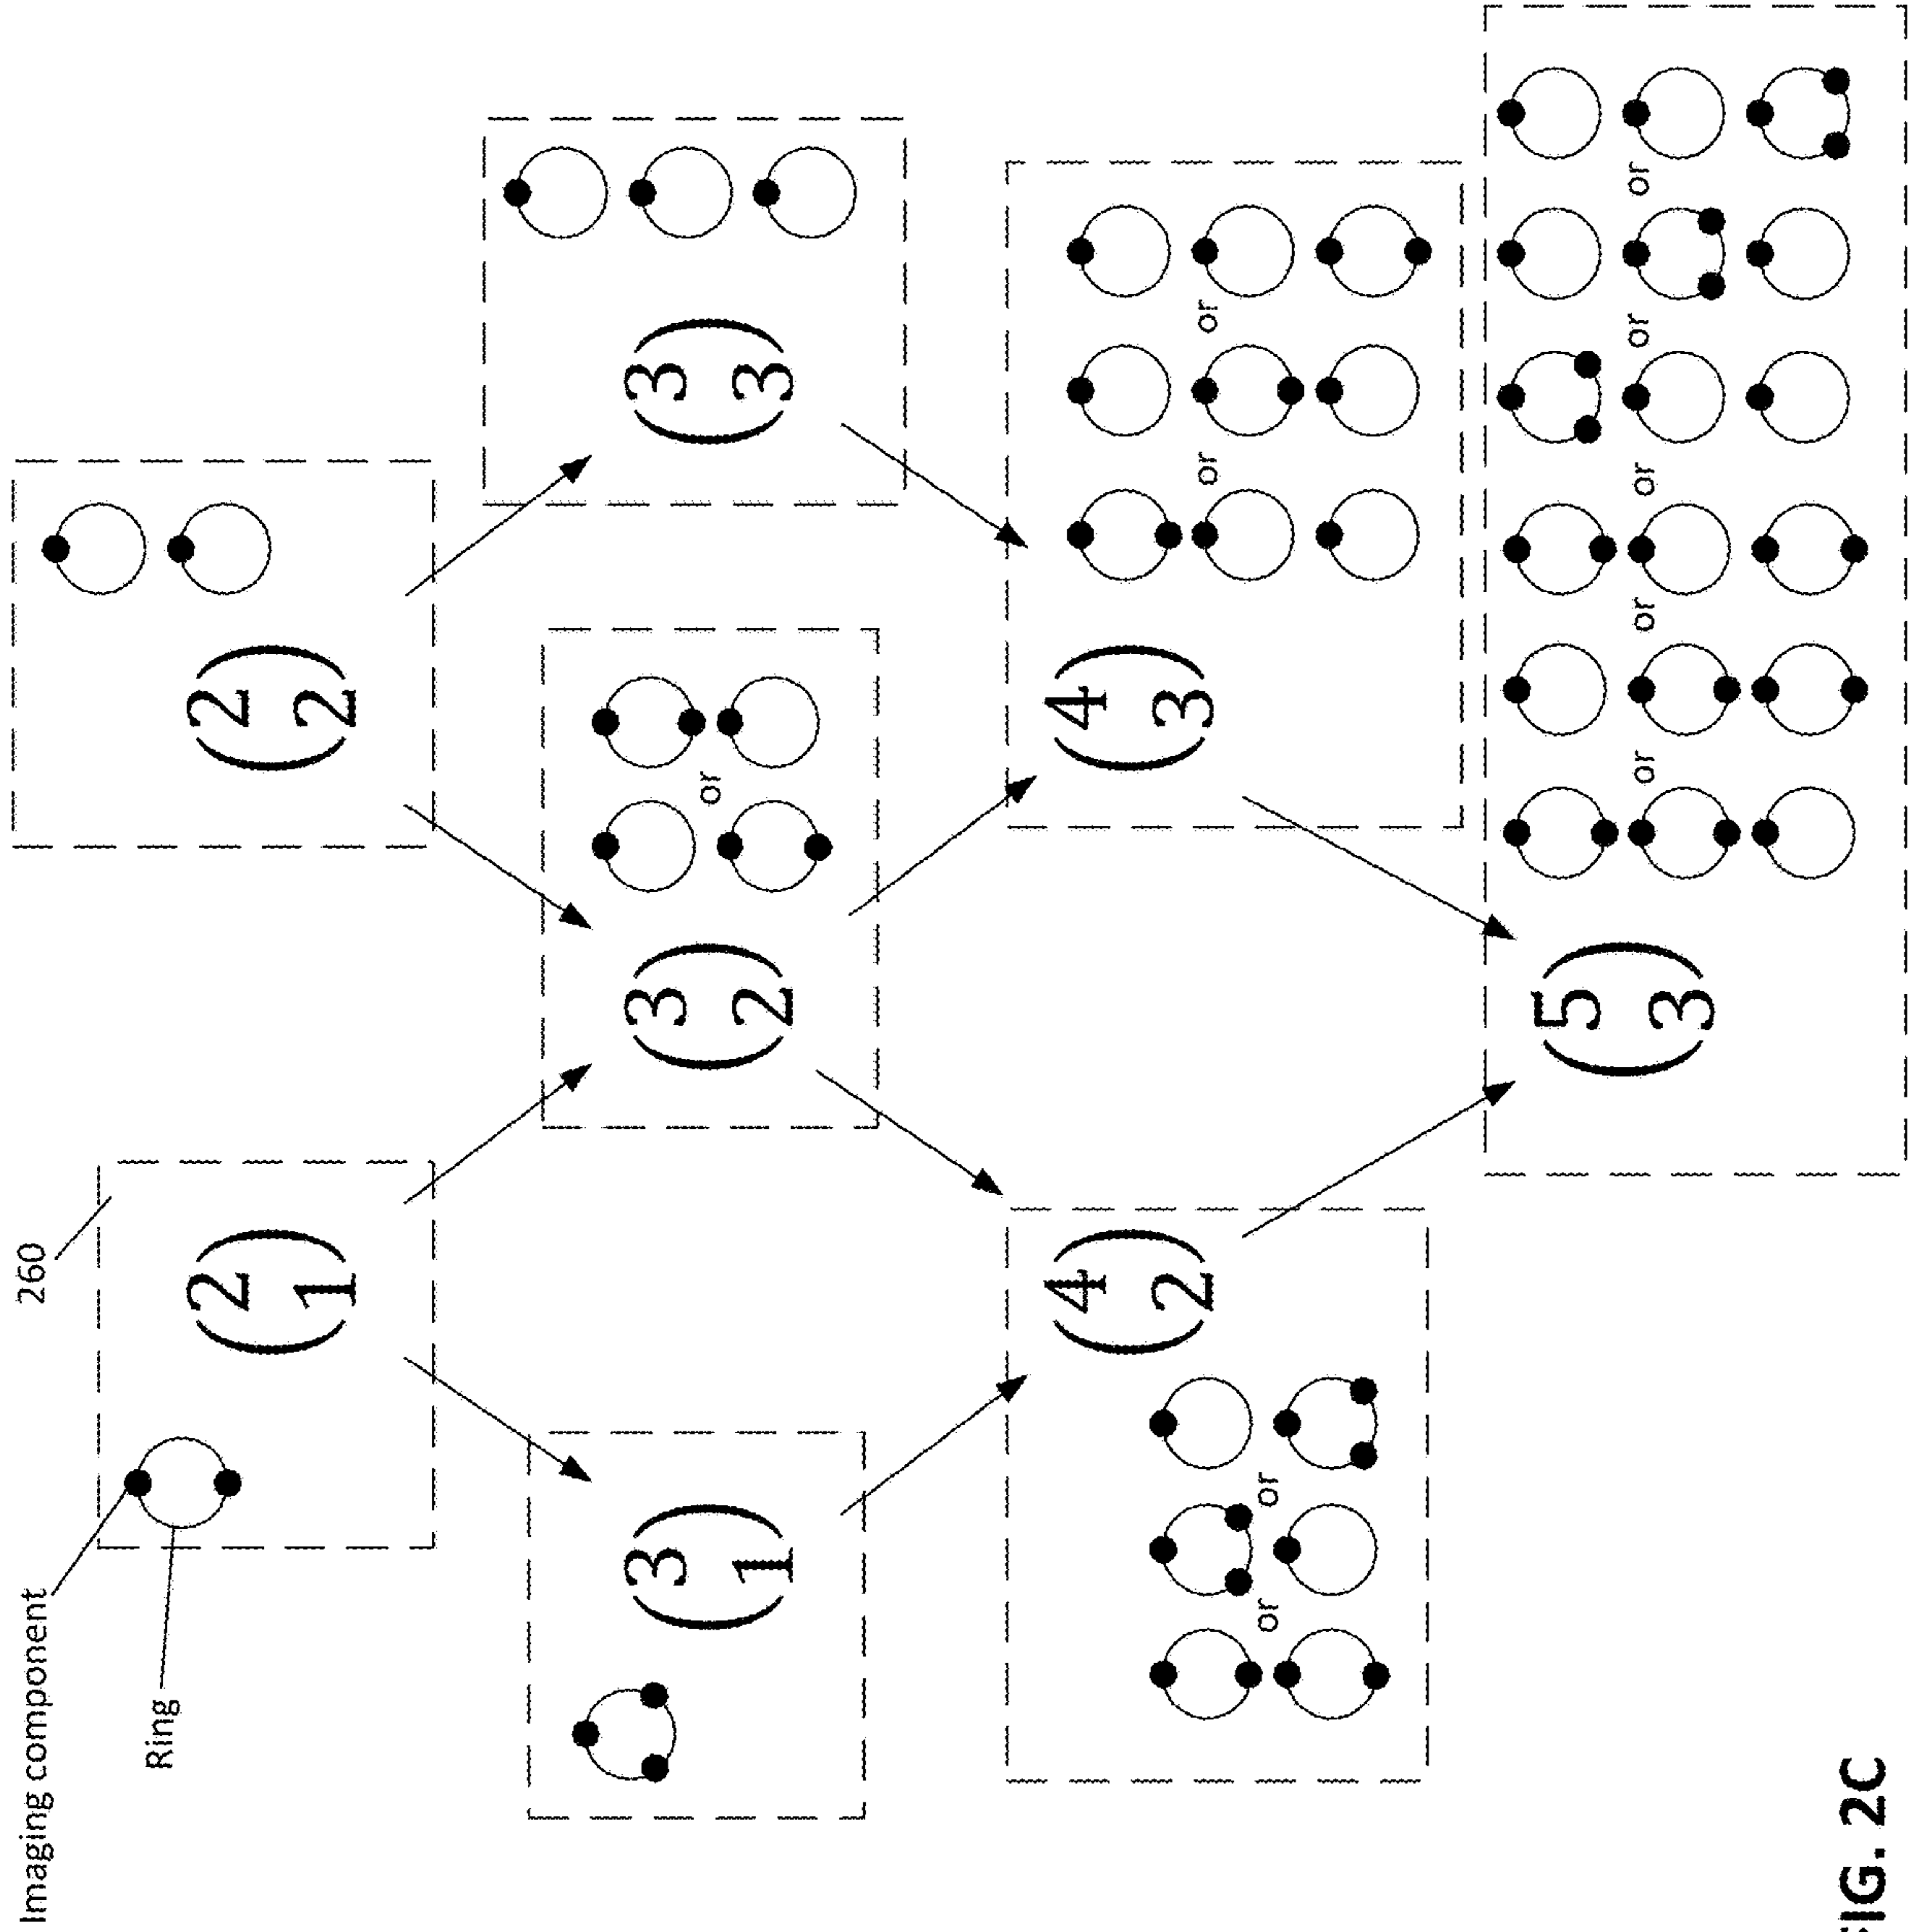 Imaging component
260
Ring
(2
1)
(2
2)
(3
1)
(3
2)
or
(3
3)
or
or
(4
2)
(4
3)
or
or
(5
3)
or
or
or
or
or
FIG. 2C